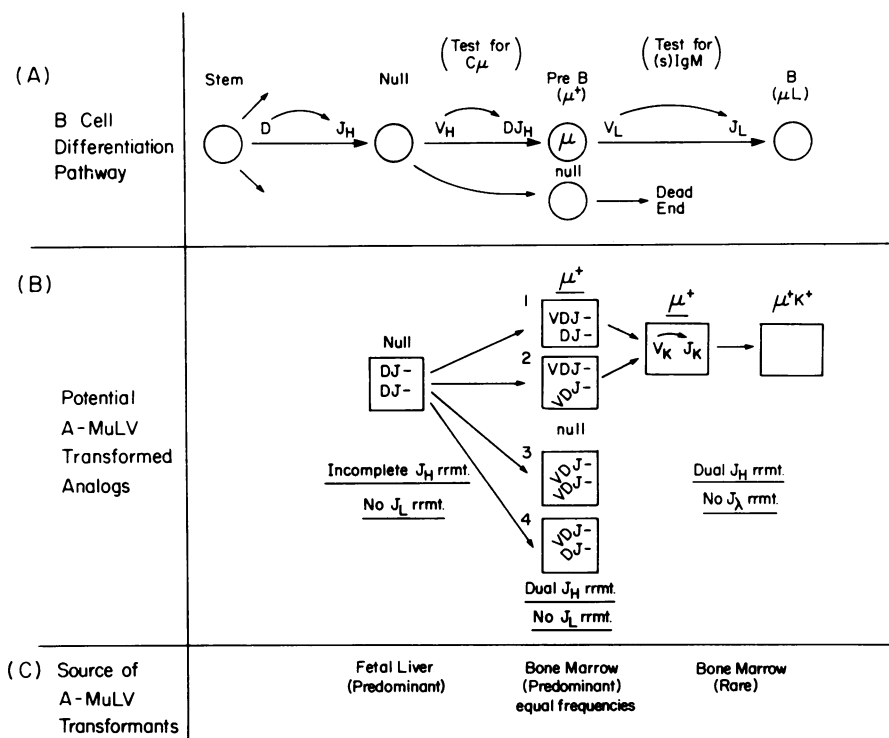 (A)
B Cell
Differentiation
Pathway
Stem
D
J_H
Null
(Test for
Cμ)
V_H
DJ_H
Pre B
(μ⁺)
μ
null
Dead
End
(Test for
(s)IgM)
V_L
J_L
B
(μL)
(B)
Potential
A-MuLV
Transformed
Analogs
Null
DJ-
DJ-
Incomplete J_H rrmt.
No J_L rrmt.
μ⁺
1
VDJ-
DJ-
2
VDJ-
VDJ-
null
3
VDJ-
VDJ-
4
VDJ-
DJ-
Dual J_H rrmt.
No J_L rrmt.
μ⁺
V_K J_K
μ⁺K⁺
Dual J_H rrmt.
No J_λ rrmt.
(C) Source of
A-MuLV
Transformants
Fetal Liver
(Predominant)
Bone Marrow
(Predominant)
equal frequencies
Bone Marrow
(Rare)